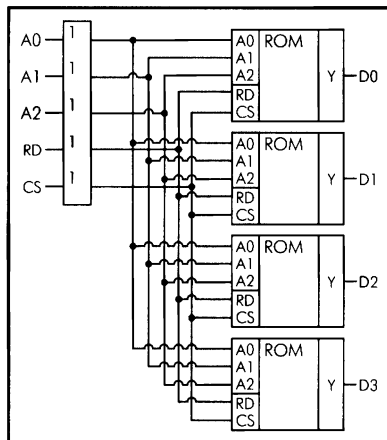 A0 1
A1 1
A2 1
RD 1
CS 1
A0 ROM
A1
A2 Y D0
RD
CS
A0 ROM
A1
A2 Y D1
RD
CS
A0 ROM
A1
A2 Y D2
RD
CS
A0 ROM
A1
A2 Y D3
RD
CS